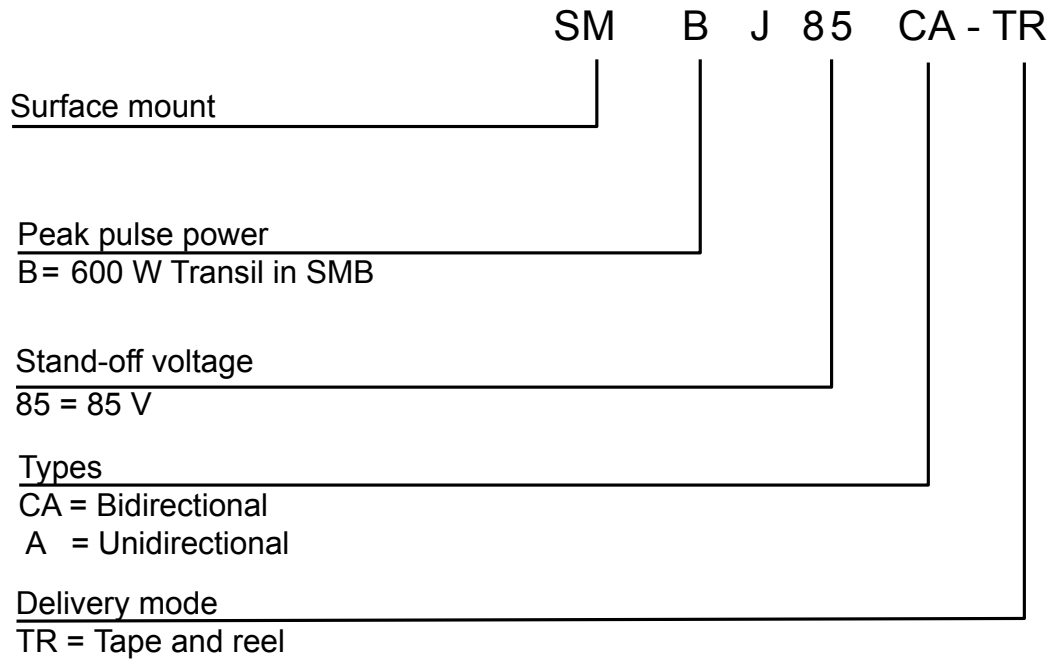 SM B J 85 CA - TR
Surface mount
Peak pulse power
B = 600 W Transil in SMB
Stand-off voltage
85 = 85 V
Types
CA = Bidirectional
A = Unidirectional
Delivery mode
TR = Tape and reel